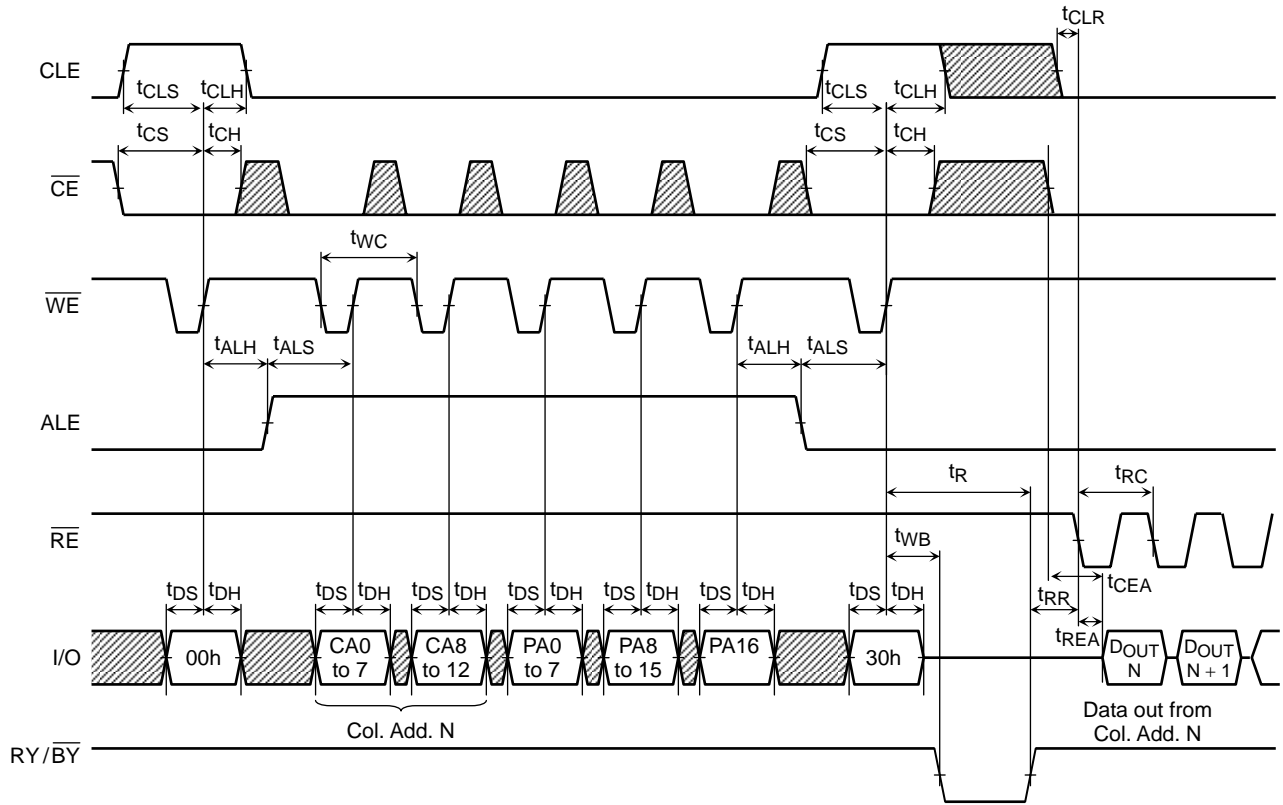 tCLR
CLE
tCLS tCLH tCLS tCLH
tCS tCH tCS tCH
CE
tWC
WE
tALH tALS tALH tALS
ALE
tR tRC
RE
tWB
tDS tDH tDS tDH tDS tDH tDS tDH tDS tDH tDS tDH tDS tDH
tCEA
tRR
tREA
I/O 00h CA0 to 7 CA8 to 12 PA0 to 7 PA8 to 15 PA16 30h DOUT N DOUT N + 1
Col. Add. N
Data out from
Col. Add. N
RY/BY